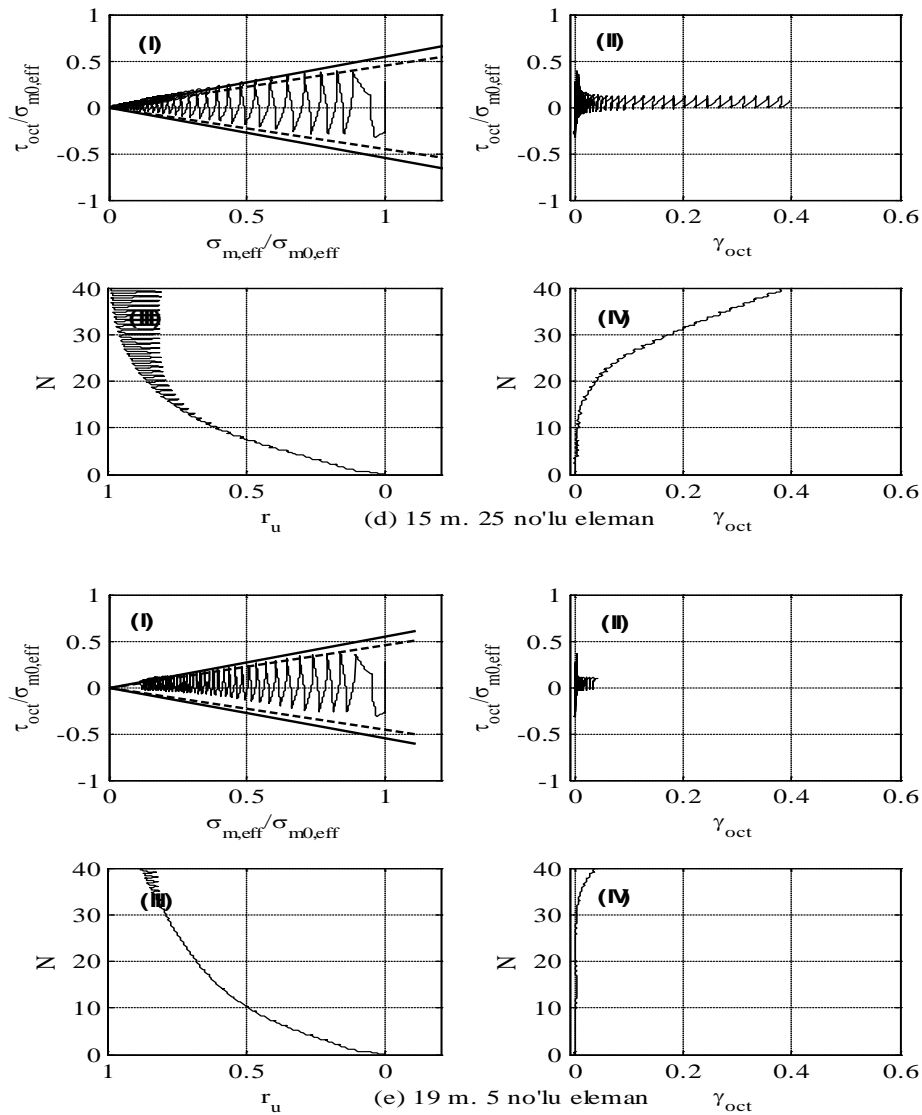 (I)
τoct/σm0,eff
1
0.5
0
-0.5
-1
0 0.5 1
σm,eff/σm0,eff
(II)
τoct/σm0,eff
1
0.5
0
-0.5
-1
0 0.2 0.4 0.6
γoct
(III)
N
40
30
20
10
0
1 0.5 0
ru
(IV)
N
40
30
20
10
0
0 0.2 0.4 0.6
γoct
(d) 15 m. 25 no'lu eleman
(I)
τoct/σm0,eff
1
0.5
0
-0.5
-1
0 0.5 1
σm,eff/σm0,eff
(II)
τoct/σm0,eff
1
0.5
0
-0.5
-1
0 0.2 0.4 0.6
γoct
(III)
N
40
30
20
10
0
1 0.5 0
ru
(IV)
N
40
30
20
10
0
0 0.2 0.4 0.6
γoct
(e) 19 m. 5 no'lu eleman